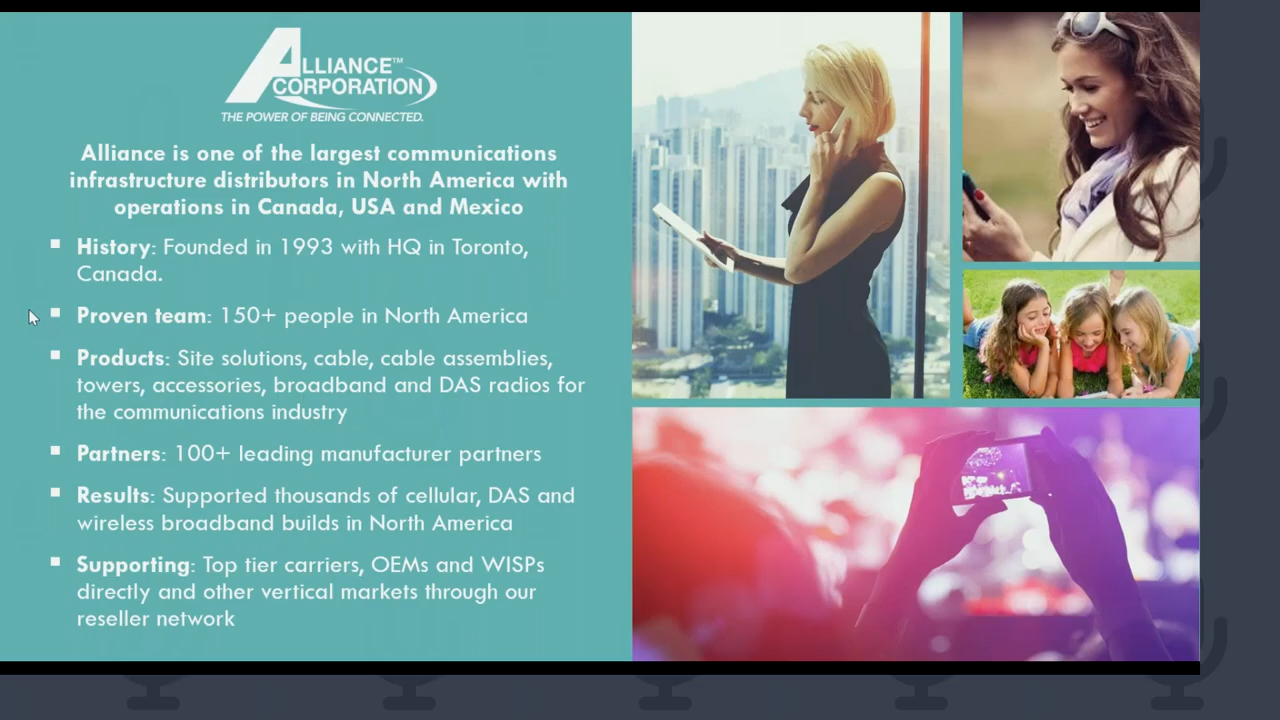 ALLIANCE™
CORPORATION
THE POWER OF BEING CONNECTED.
Alliance is one of the largest communications
infrastructure distributors in North America with
operations in Canada, USA and Mexico
▪ History: Founded in 1993 with HQ in Toronto,
Canada.
▪ Proven team: 150+ people in North America
▪ Products: Site solutions, cable, cable assemblies,
towers, accessories, broadband and DAS radios for
the communications industry
▪ Partners: 100+ leading manufacturer partners
▪ Results: Supported thousands of cellular, DAS and
wireless broadband builds in North America
▪ Supporting: Top tier carriers, OEMs and WISPs
directly and other vertical markets through our
reseller network